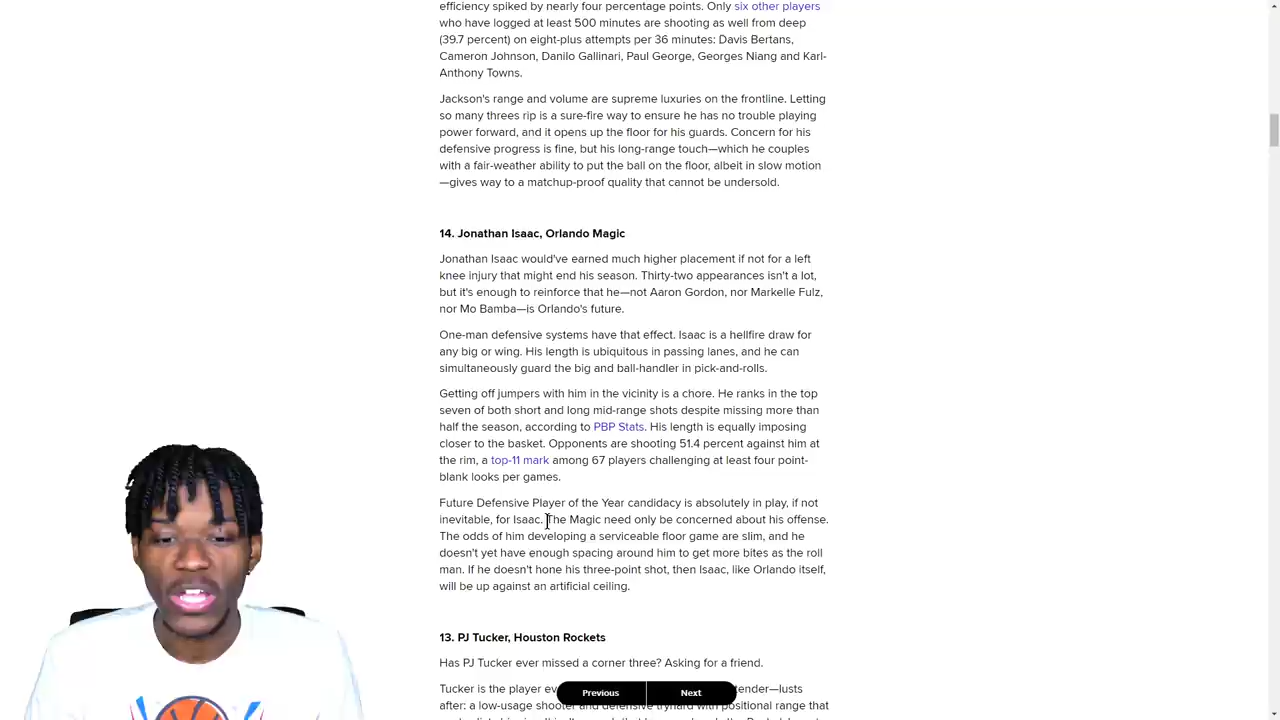 efficiency spiked by nearly four percentage points. Only six other players
who have logged at least 500 minutes are shooting as well from deep
(39.7 percent) on eight-plus attempts per 36 minutes: Davis Bertans,
Cameron Johnson, Danilo Gallinari, Paul George, Georges Niang and Karl-
Anthony Towns.
Jackson's range and volume are supreme luxuries on the frontline. Letting
so many threes rip is a sure-fire way to ensure he has no trouble playing
power forward, and it opens up the floor for his guards. Concern for his
defensive progress is fine, but his long-range touch—which he couples
with a fair-weather ability to put the ball on the floor, albeit in slow motion
—gives way to a matchup-proof quality that cannot be undersold.
14. Jonathan Isaac, Orlando Magic
Jonathan Isaac would've earned much higher placement if not for a left
knee injury that might end his season. Thirty-two appearances isn't a lot,
but it's enough to reinforce that he—not Aaron Gordon, nor Markelle Fulz,
nor Mo Bamba—is Orlando's future.
One-man defensive systems have that effect. Isaac is a hellfire draw for
any big or wing. His length is ubiquitous in passing lanes, and he can
simultaneously guard the big and ball-handler in pick-and-rolls.
Getting off jumpers with him in the vicinity is a chore. He ranks in the top
seven of both short and long mid-range shots despite missing more than
half the season, according to PBP Stats. His length is equally imposing
closer to the basket. Opponents are shooting 51.4 percent against him at
the rim, a top-11 mark among 67 players challenging at least four point-
blank looks per games.
Future Defensive Player of the Year candidacy is absolutely in play, if not
inevitable, for Isaac. The Magic need only be concerned about his offense.
The odds of him developing a serviceable floor game are slim, and he
doesn't yet have enough spacing around him to get more bites as the roll
man. If he doesn't hone his three-point shot, then Isaac, like Orlando itself,
will be up against an artificial ceiling.
13. PJ Tucker, Houston Rockets
Has PJ Tucker ever missed a corner three? Asking for a friend.
Previous Next
Tucker is the player tender—lusts
after: a low-usage shooter and defensive tryhard with positional range that